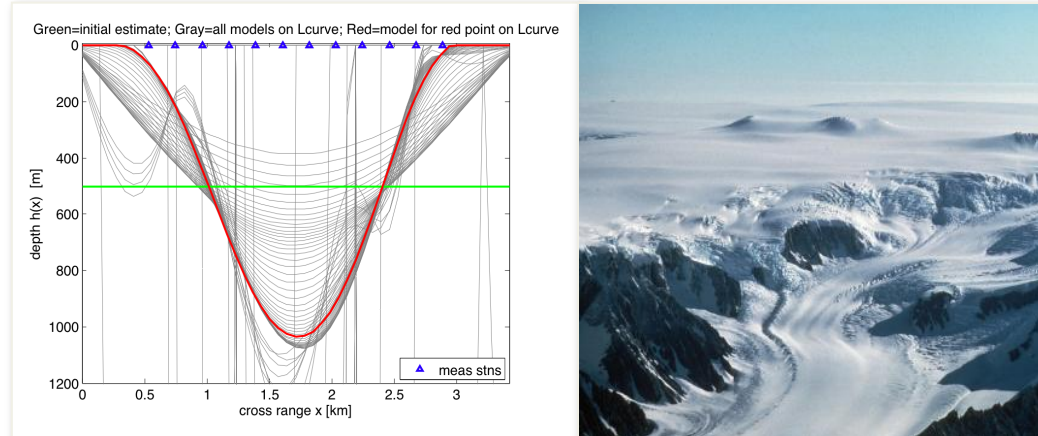 Green=initial estimate; Gray=all models on Lcurve; Red=model for red point on Lcurve
0
200
400
600
800
1000
1200
depth h(x) [m]
meas stns
0 0.5 1 1.5 2 2.5 3
cross range x [km]